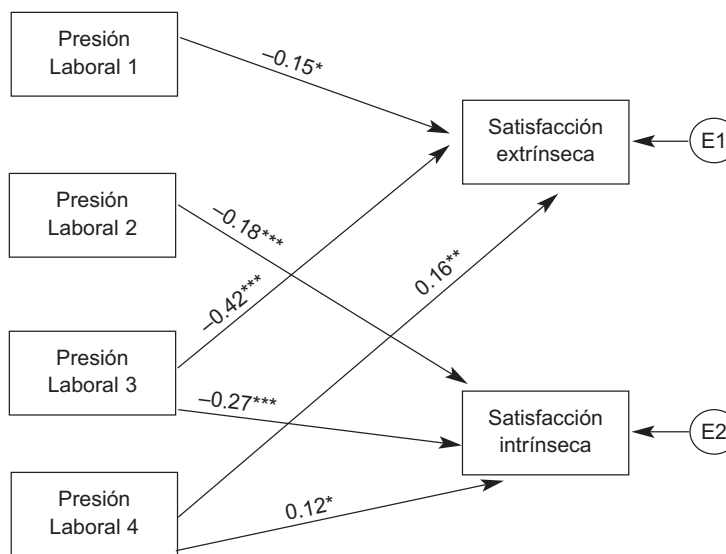 Presión
Laboral 1
–0.15*
Satisfacción
extrínseca
E1
Presión
Laboral 2
–0.18***
0.16**
–0.42***
Presión
Laboral 3
–0.27***
Satisfacción
intrínseca
E2
Presión
Laboral 4
0.12*